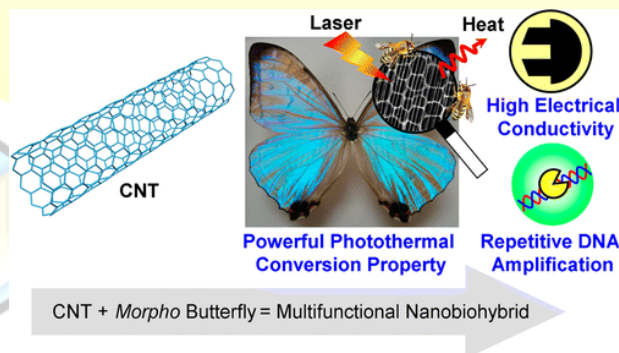 Laser
Heat
CNT
High Electrical
Conductivity
Powerful Photothermal
Conversion Property
Repetitive DNA
Amplification
CNT + Morpho Butterfly = Multifunctional Nanobiohybrid